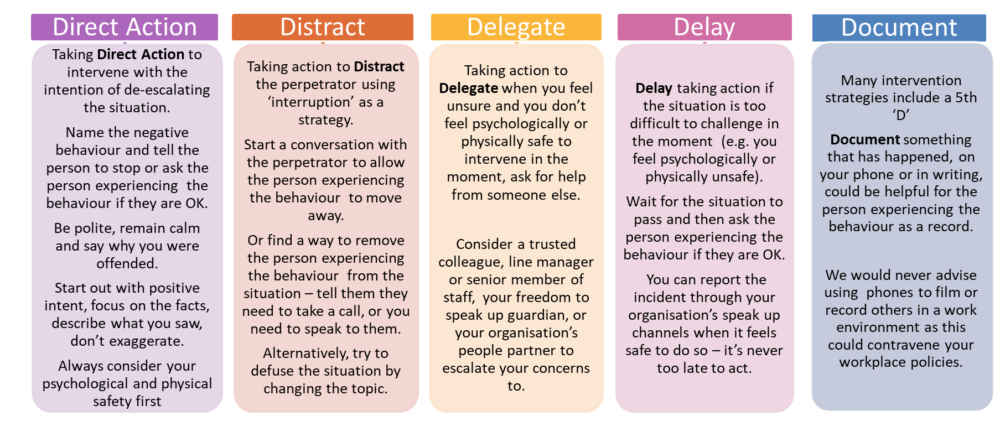 Direct Action
Taking Direct Action to
intervene with the
intention of de-escalating
the situation.
Name the negative
behaviour and tell the
person to stop or ask the
person experiencing the
behaviour if they are OK.
Be polite, remain calm
and say why you were
offended.
Start out with positive
intent, focus on the facts,
describe what you saw,
don’t exaggerate.
Always consider your
psychological and physical
safety first
Distract
Taking action to Distract
the perpetrator using
‘interruption’ as a
strategy.
Start a conversation with
the perpetrator to allow
the person experiencing
the behaviour to move
away.
Or find a way to remove
the person experiencing
the behaviour from the
situation – tell them they
need to take a call, or you
need to speak to them.
Alternatively, try to
defuse the situation by
changing the topic.
Delegate
Taking action to
Delegate when you feel
unsure and you don’t
feel psychologically or
physically safe to
intervene in the
moment, ask for help
from someone else.
Consider a trusted
colleague, line manager
or senior member of
staff, your freedom to
speak up guardian, or
your organisation’s
people partner to
escalate your concerns
to.
Delay
Delay taking action if
the situation is too
difficult to challenge in
the moment (e.g. you
feel psychologically or
physically unsafe).
Wait for the situation to
pass and then ask the
person experiencing the
behaviour if they are OK.
You can report the
incident through your
organisation’s speak up
channels when it feels
safe to do so – it’s never
too late to act.
Document
Many intervention
strategies include a 5th
‘D’
Document something
that has happened, on
your phone or in writing,
could be helpful for the
person experiencing the
behaviour as a record.
We would never advise
using phones to film or
record others in a work
environment as this
could contravene your
workplace policies.